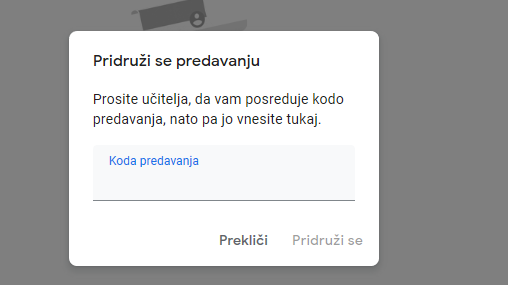 Pridruži se predavanju
Prosite učitelja, da vam posreduje kodo
predavanja, nato pa jo vnesite tukaj.
Koda predavanja
Prekliči Pridruži se